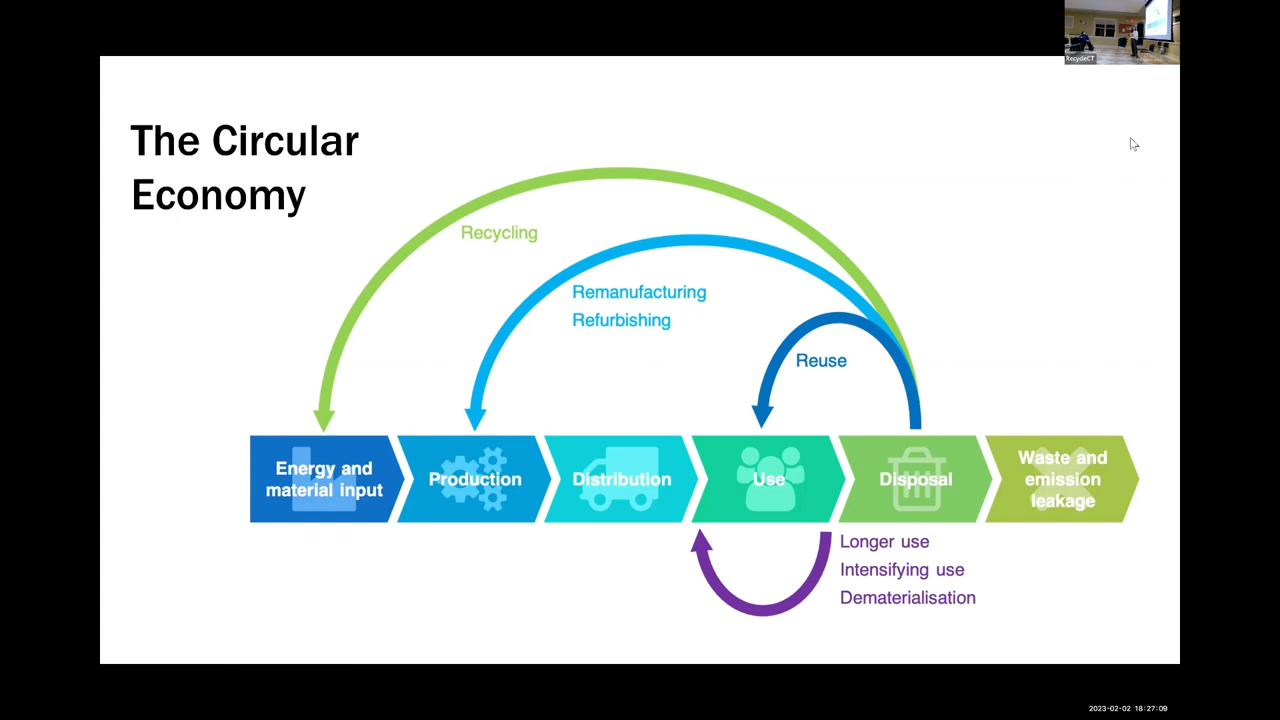 RecycleCT
The Circular
Economy
Recycling
Remanufacturing
Refurbishing
Reuse
Energy and
material input
Production
Distribution
Use
Disposal
Waste and
emission
leakage
Longer use
Intensifying use
Dematerialisation
2023-02-02 18:27:09